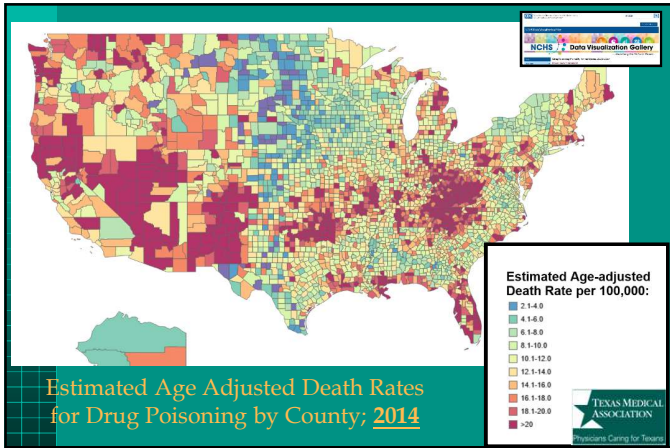 NCHS Data Visualization Gallery
Estimated Age-adjusted
Death Rate per 100,000:
2.1-4.0
4.1-6.0
6.1-8.0
8.1-10.0
10.1-12.0
12.1-14.0
14.1-16.0
16.1-18.0
18.1-20.0
>20
Estimated Age Adjusted Death Rates
for Drug Poisoning by County; 2014
TEXAS MEDICAL
ASSOCIATION
Physicians Caring for Texans